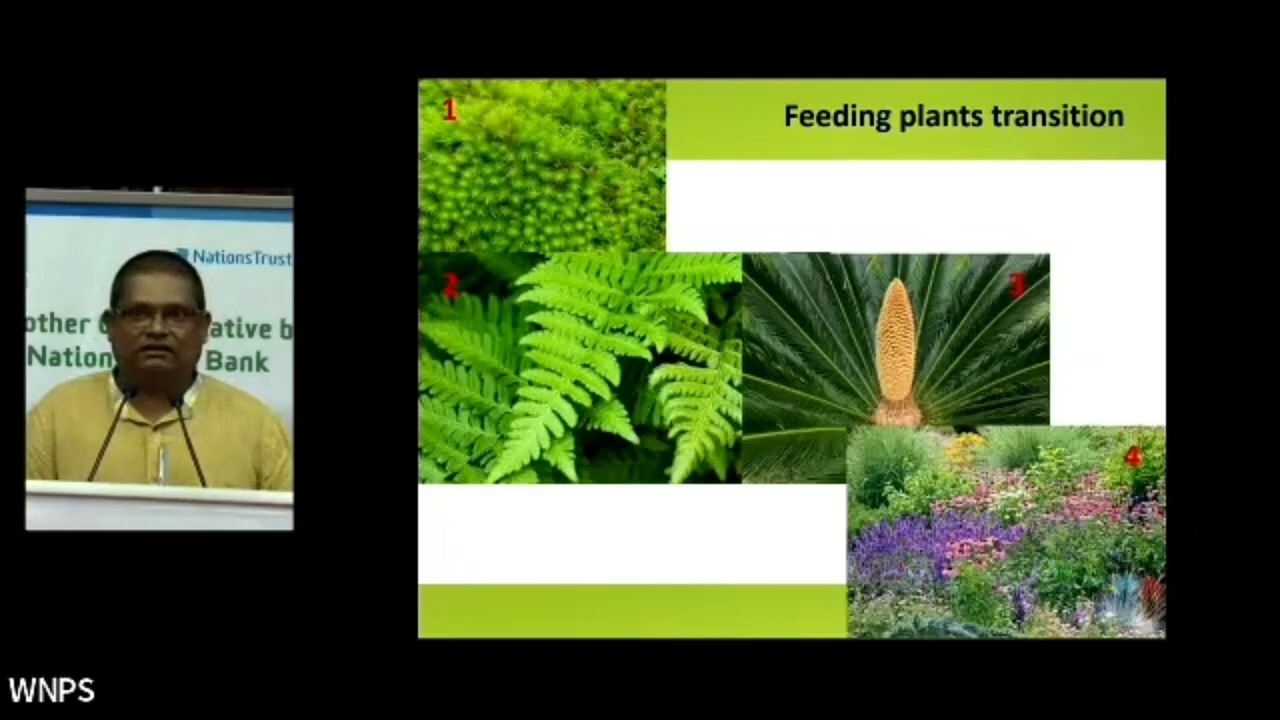 1
Feeding plants transition
2
3
4
NationsTrust
other ative b
Nation Bank
WNPS